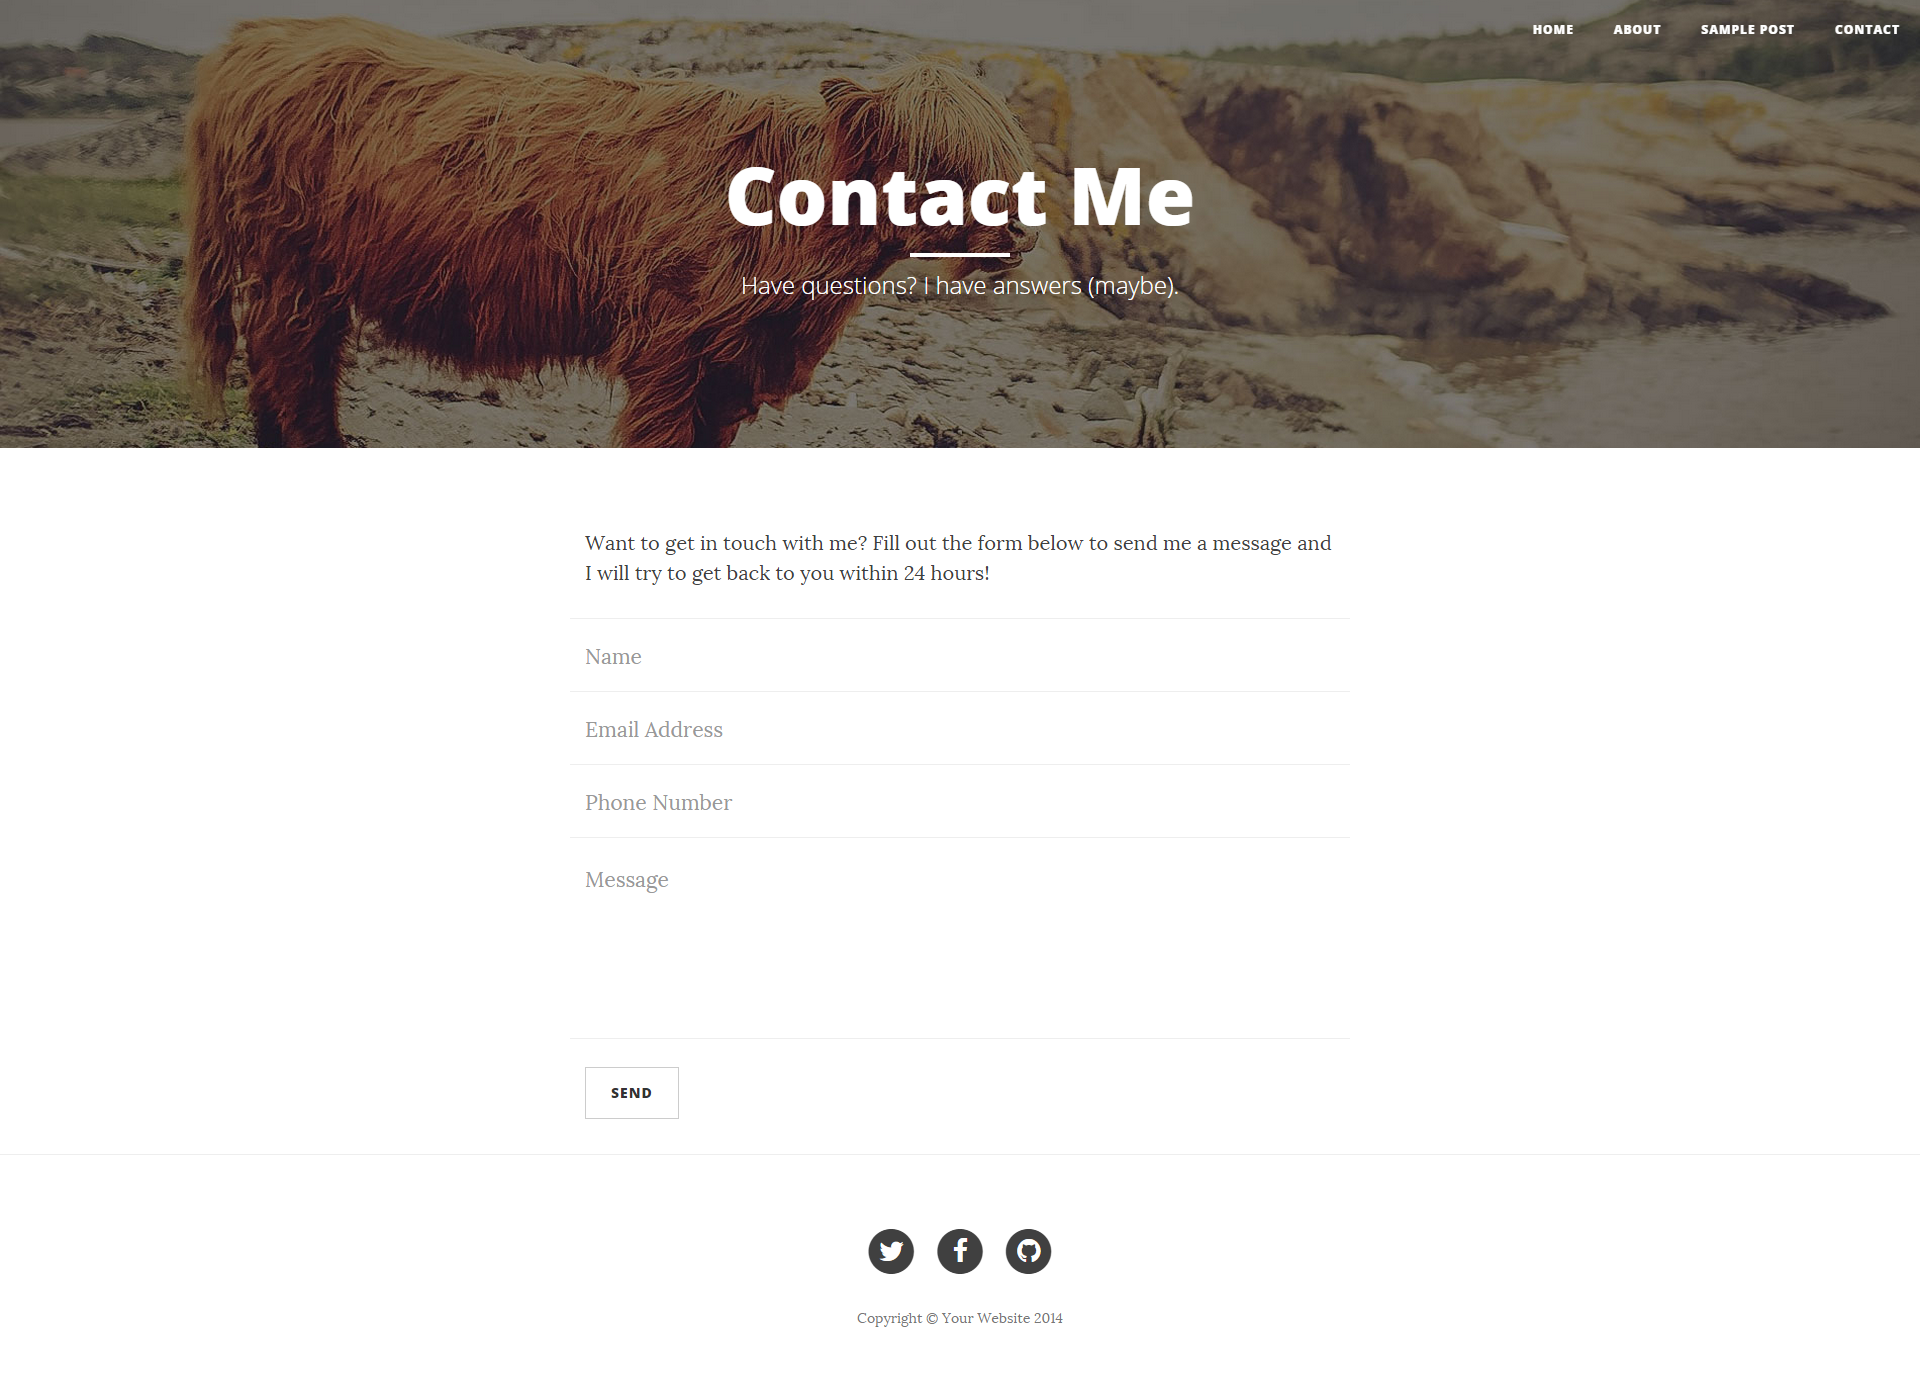 HOME ABOUT SAMPLE POST CONTACT
Contact Me
Have questions? I have answers (maybe).
Want to get in touch with me? Fill out the form below to send me a message and
I will try to get back to you within 24 hours!
Name
Email Address
Phone Number
Message
SEND
Copyright © Your Website 2014